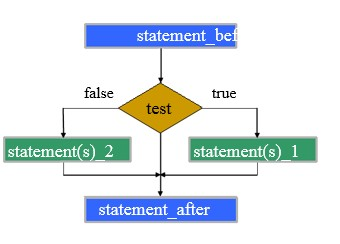 statement_bef
false
true
test
statement(s)_2
statement(s)_1
statement_after